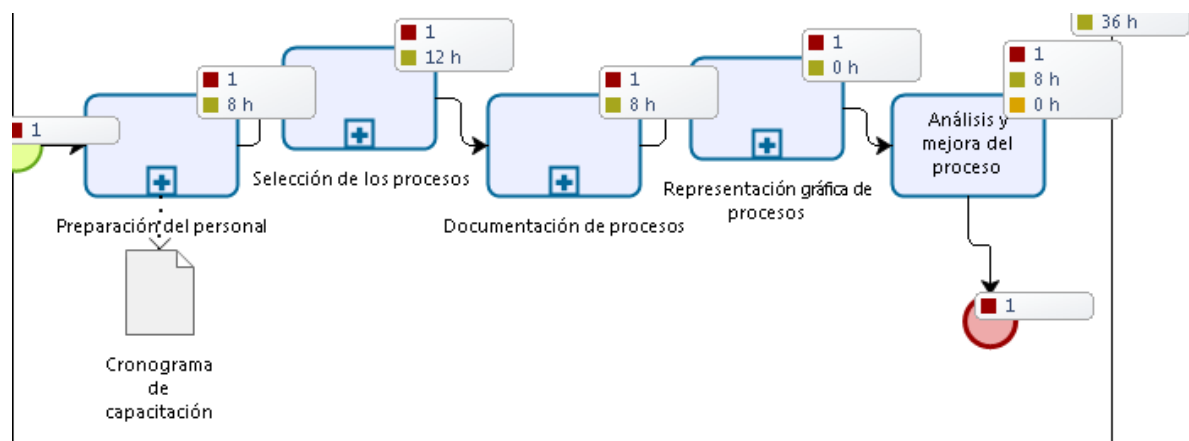 1
Preparación del personal
1
8 h
Cronograma
de
capacitación
Selección de los procesos
1
12 h
Documentación de procesos
1
8 h
Representación gráfica de
procesos
1
0 h
Análisis y
mejora del
proceso
1
8 h
0 h
36 h
1